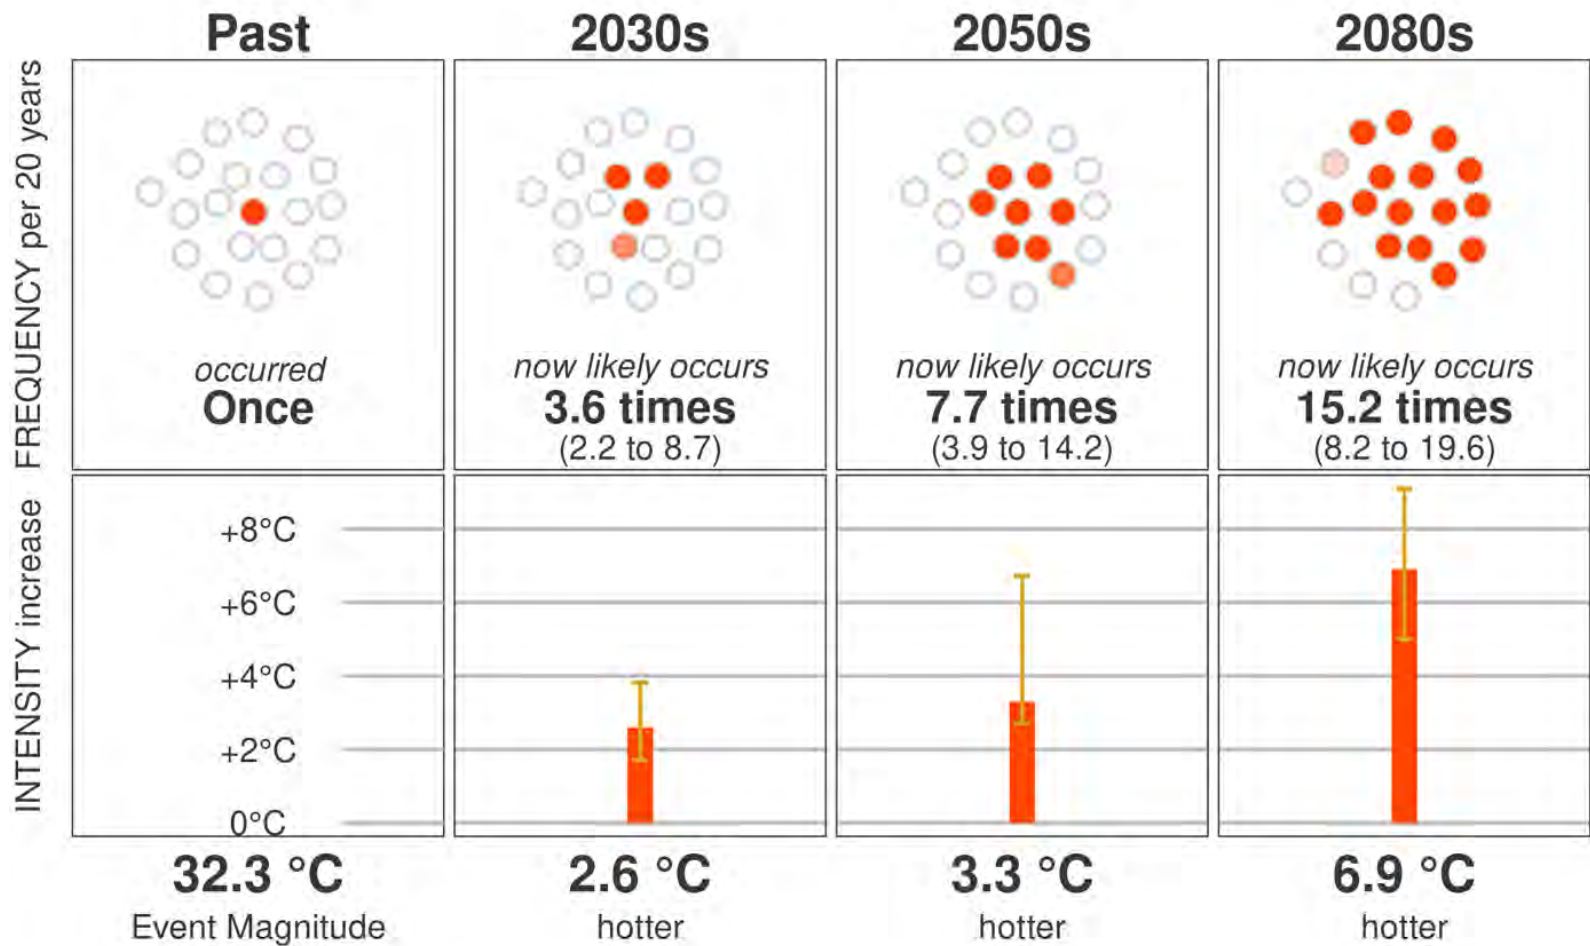 Past
2030s
2050s
2080s
FREQUENCY per 20 years
occurred
Once
now likely occurs
3.6 times
(2.2 to 8.7)
now likely occurs
7.7 times
(3.9 to 14.2)
now likely occurs
15.2 times
(8.2 to 19.6)
INTENSITY increase
+8°C
+6°C
+4°C
+2°C
0°C
32.3 °C
Event Magnitude
2.6 °C
hotter
3.3 °C
hotter
6.9 °C
hotter